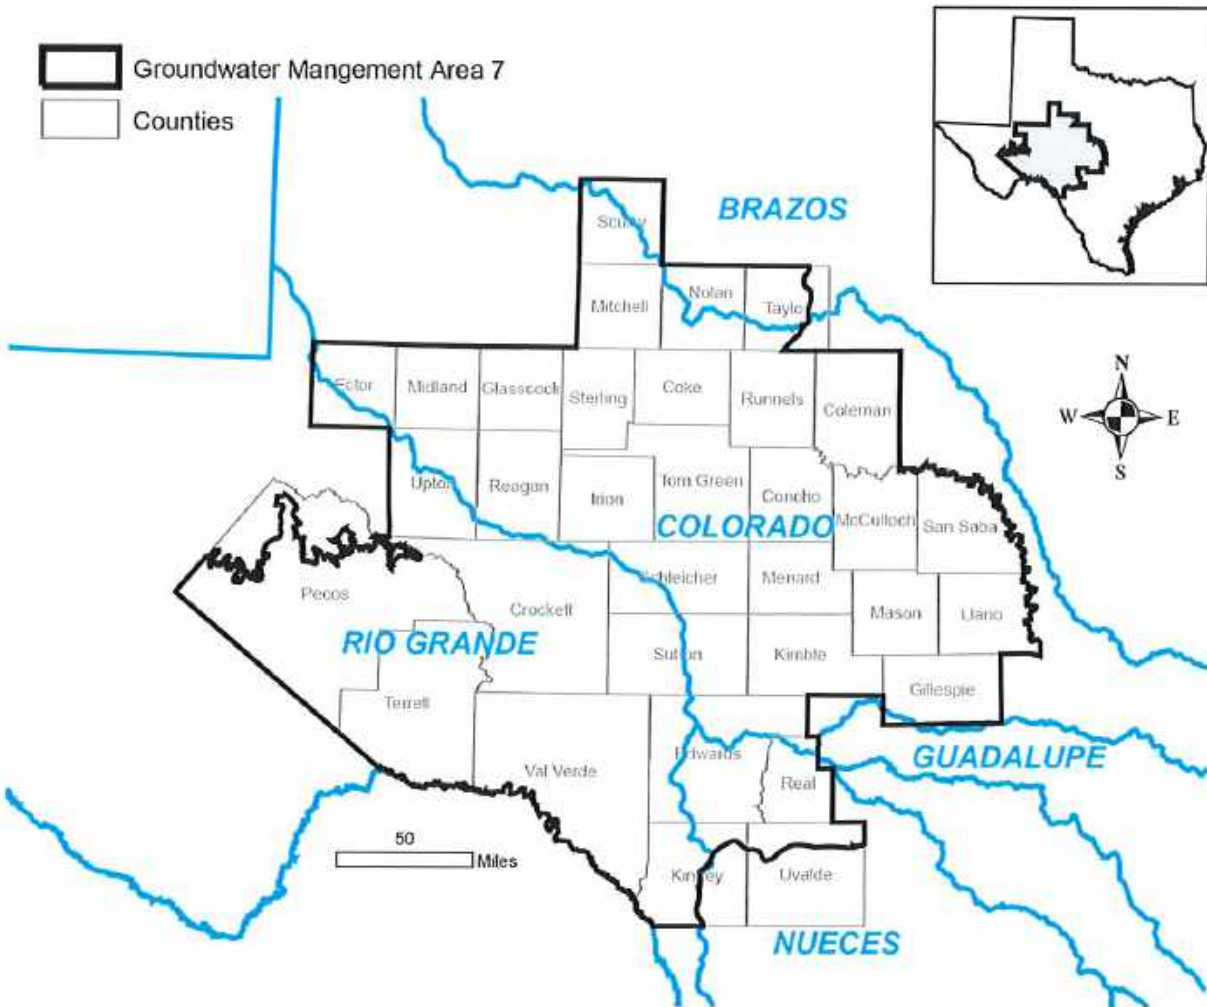 Groundwater Mangement Area 7
Counties
BRAZOS
Scurry
Mitchell
Nolan
Taylo
N
W
E
S
Ector
Midland
Glasscock
Sterling
Coke
Runnels
Coleman
Upton
Reagan
Irion
Tom Green
Concho
McCulloch
San Saba
COLORADO
Pecos
Crockett
Schleicher
Menard
Mason
Llano
RIO GRANDE
Sutton
Kimble
Gillespie
Terrell
GUADALUPE
Val Verde
Edwards
Real
50
Miles
Kinney
Uvalde
NUECES